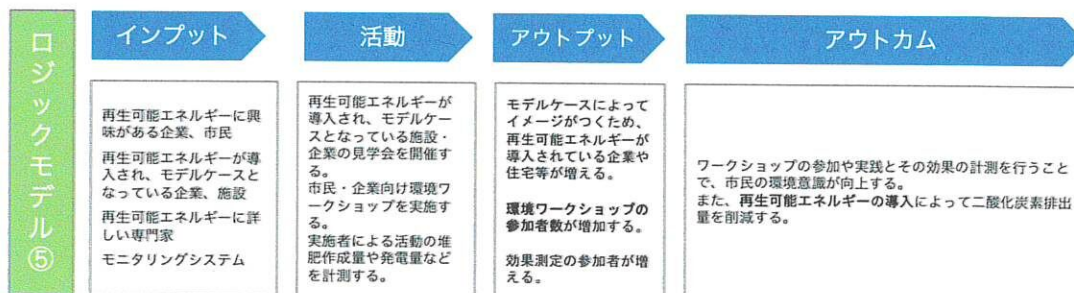 ロジックモデル⑤
インプット
再生可能エネルギーに興
味がある企業、市民
再生可能エネルギーが導
入され、モデルケースと
なっている企業、施設
再生可能エネルギーに詳
しい専門家
モニタリングシステム
活動
再生可能エネルギーが
導入され、モデルケー
スとなっている施設・
企業の見学会を開催す
る。
市民・企業向け環境ワ
ークショップを実施す
る。
実施者による活動の堆
肥作成量や発電量など
を計測する。
アウトプット
モデルケースによって
イメージがつくため、
再生可能エネルギーが
導入されている企業や
住宅等が増える。
環境ワークショップの
参加者数が増加する。
効果測定の参加者が増
える。
アウトカム
ワークショップの参加や実践とその効果の計測を行うこと
で、市民の環境意識が向上する。
また、再生可能エネルギーの導入によって二酸化炭素排出
量を削減する。